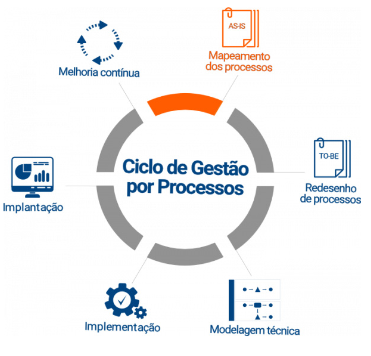 AS-IS
Mapeamento
dos processos
Melhoria contínua
TO-BE
Redesenho
de processos
Ciclo de Gestão
por Processos
Implantação
Implementação
Modelagem técnica